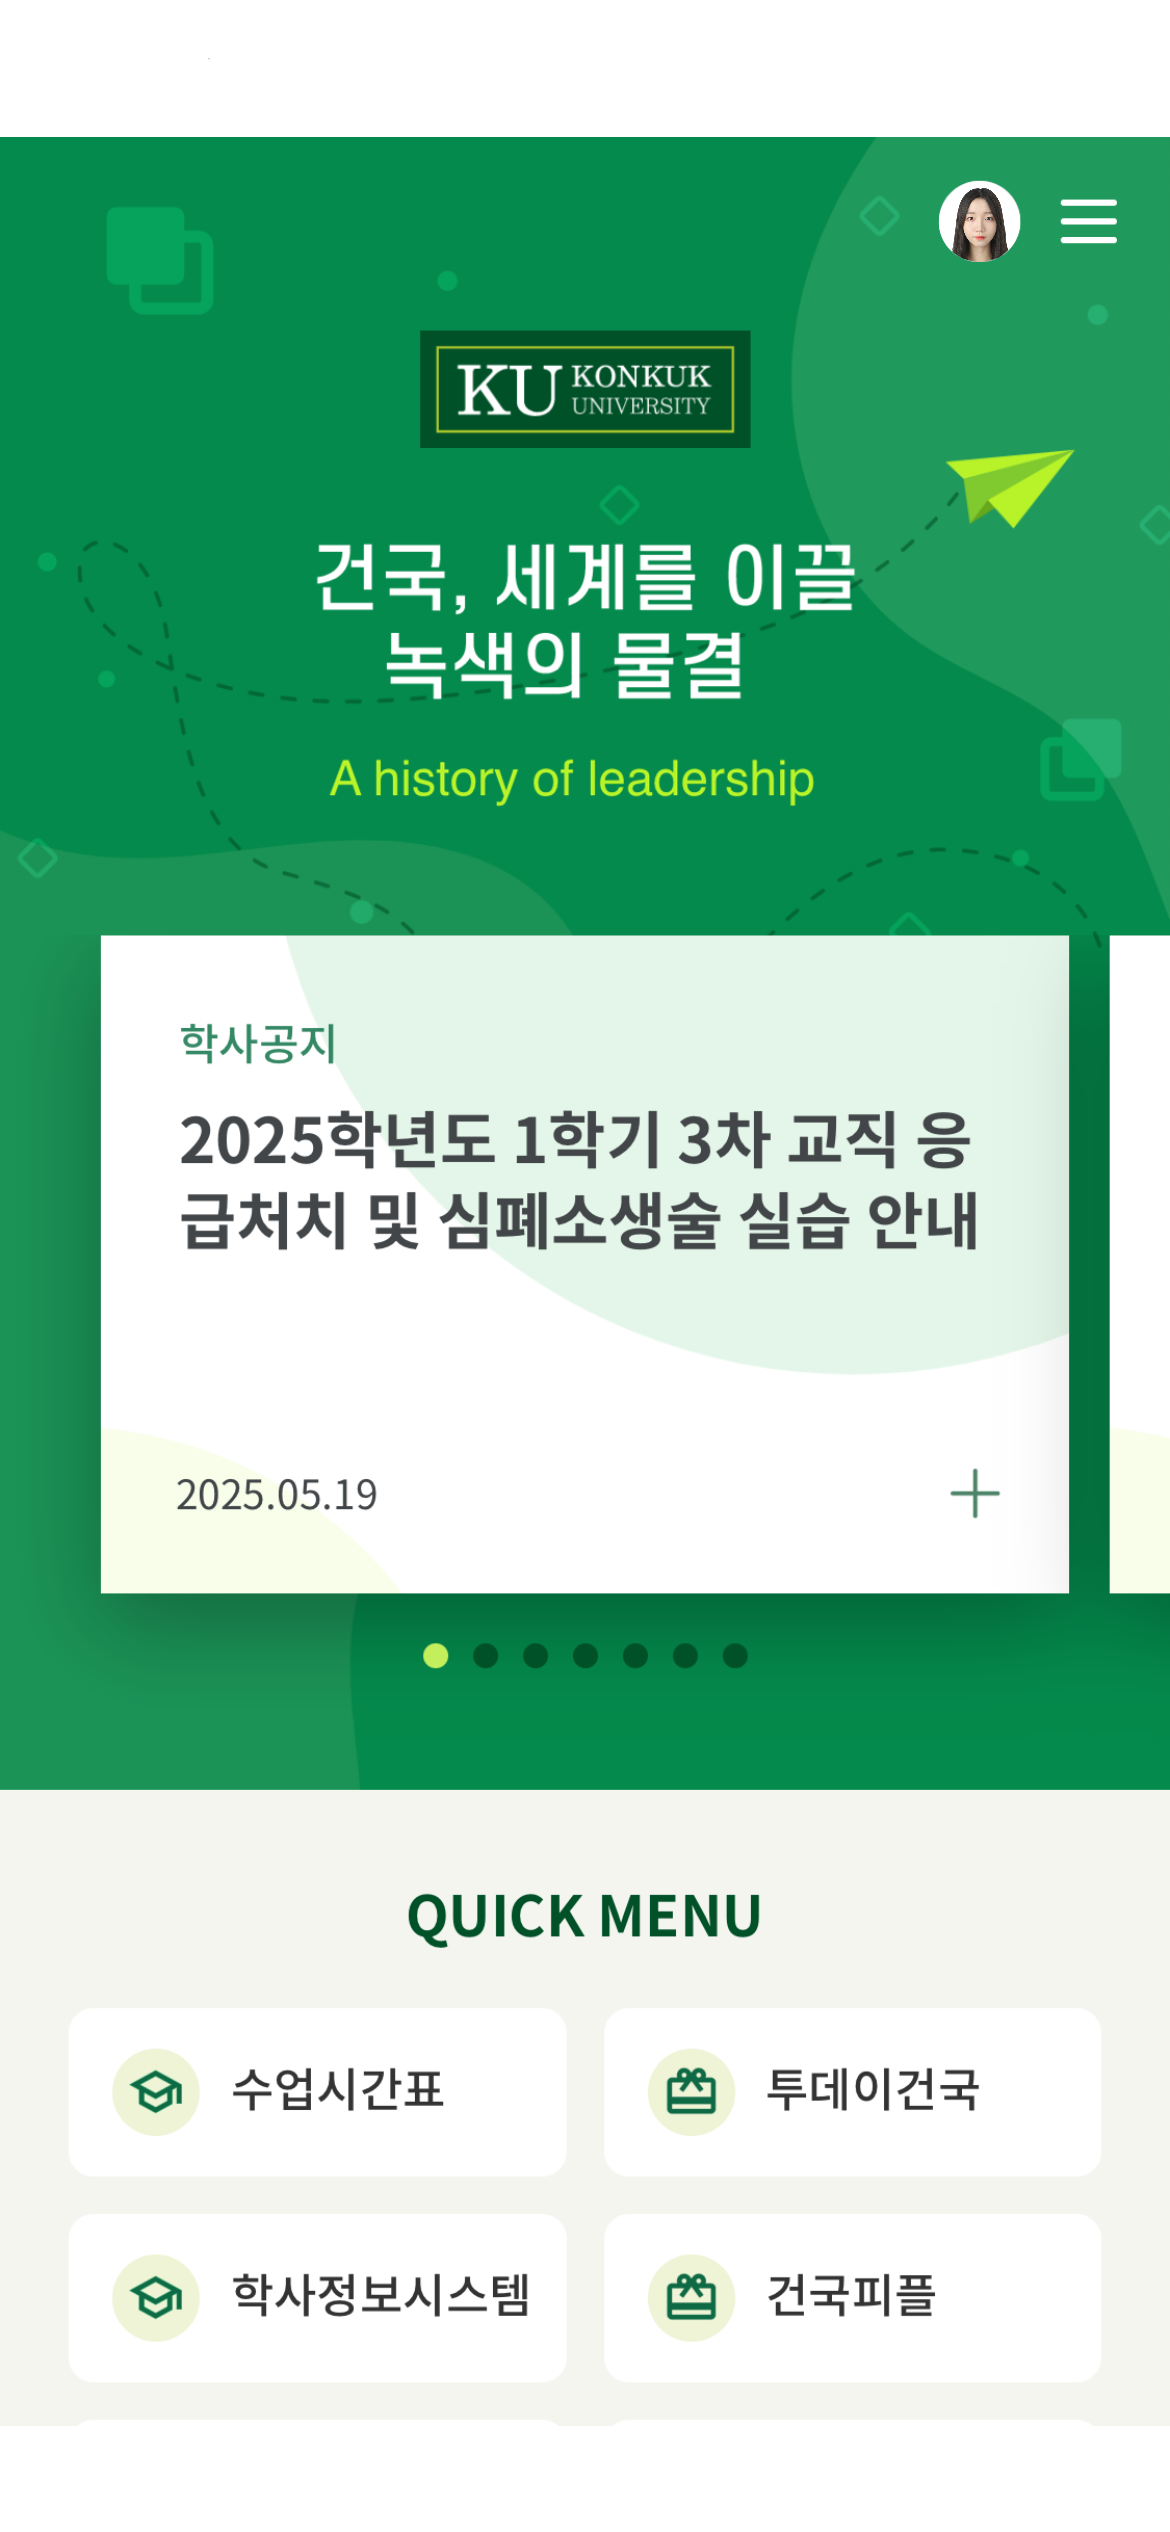 KU KONKUK
UNIVERSITY
건국, 세계를 이끌
녹색의 물결
A history of leadership
학사공지
2025학년도 1학기 3차 교직 응
급처치 및 심폐소생술 실습 안내
2025.05.19
QUICK MENU
수업시간표
투데이건국
학사정보시스템
건국피플